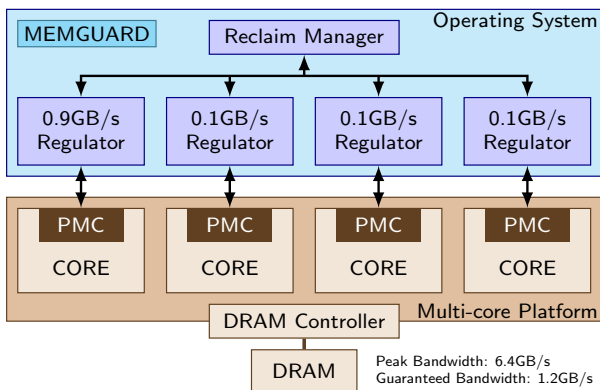 Operating System
MEMGUARD
Reclaim Manager
0.9GB/s
Regulator
0.1GB/s
Regulator
0.1GB/s
Regulator
0.1GB/s
Regulator
PMC
CORE
PMC
CORE
PMC
CORE
PMC
CORE
Multi-core Platform
DRAM Controller
DRAM
Peak Bandwidth: 6.4GB/s
Guaranteed Bandwidth: 1.2GB/s